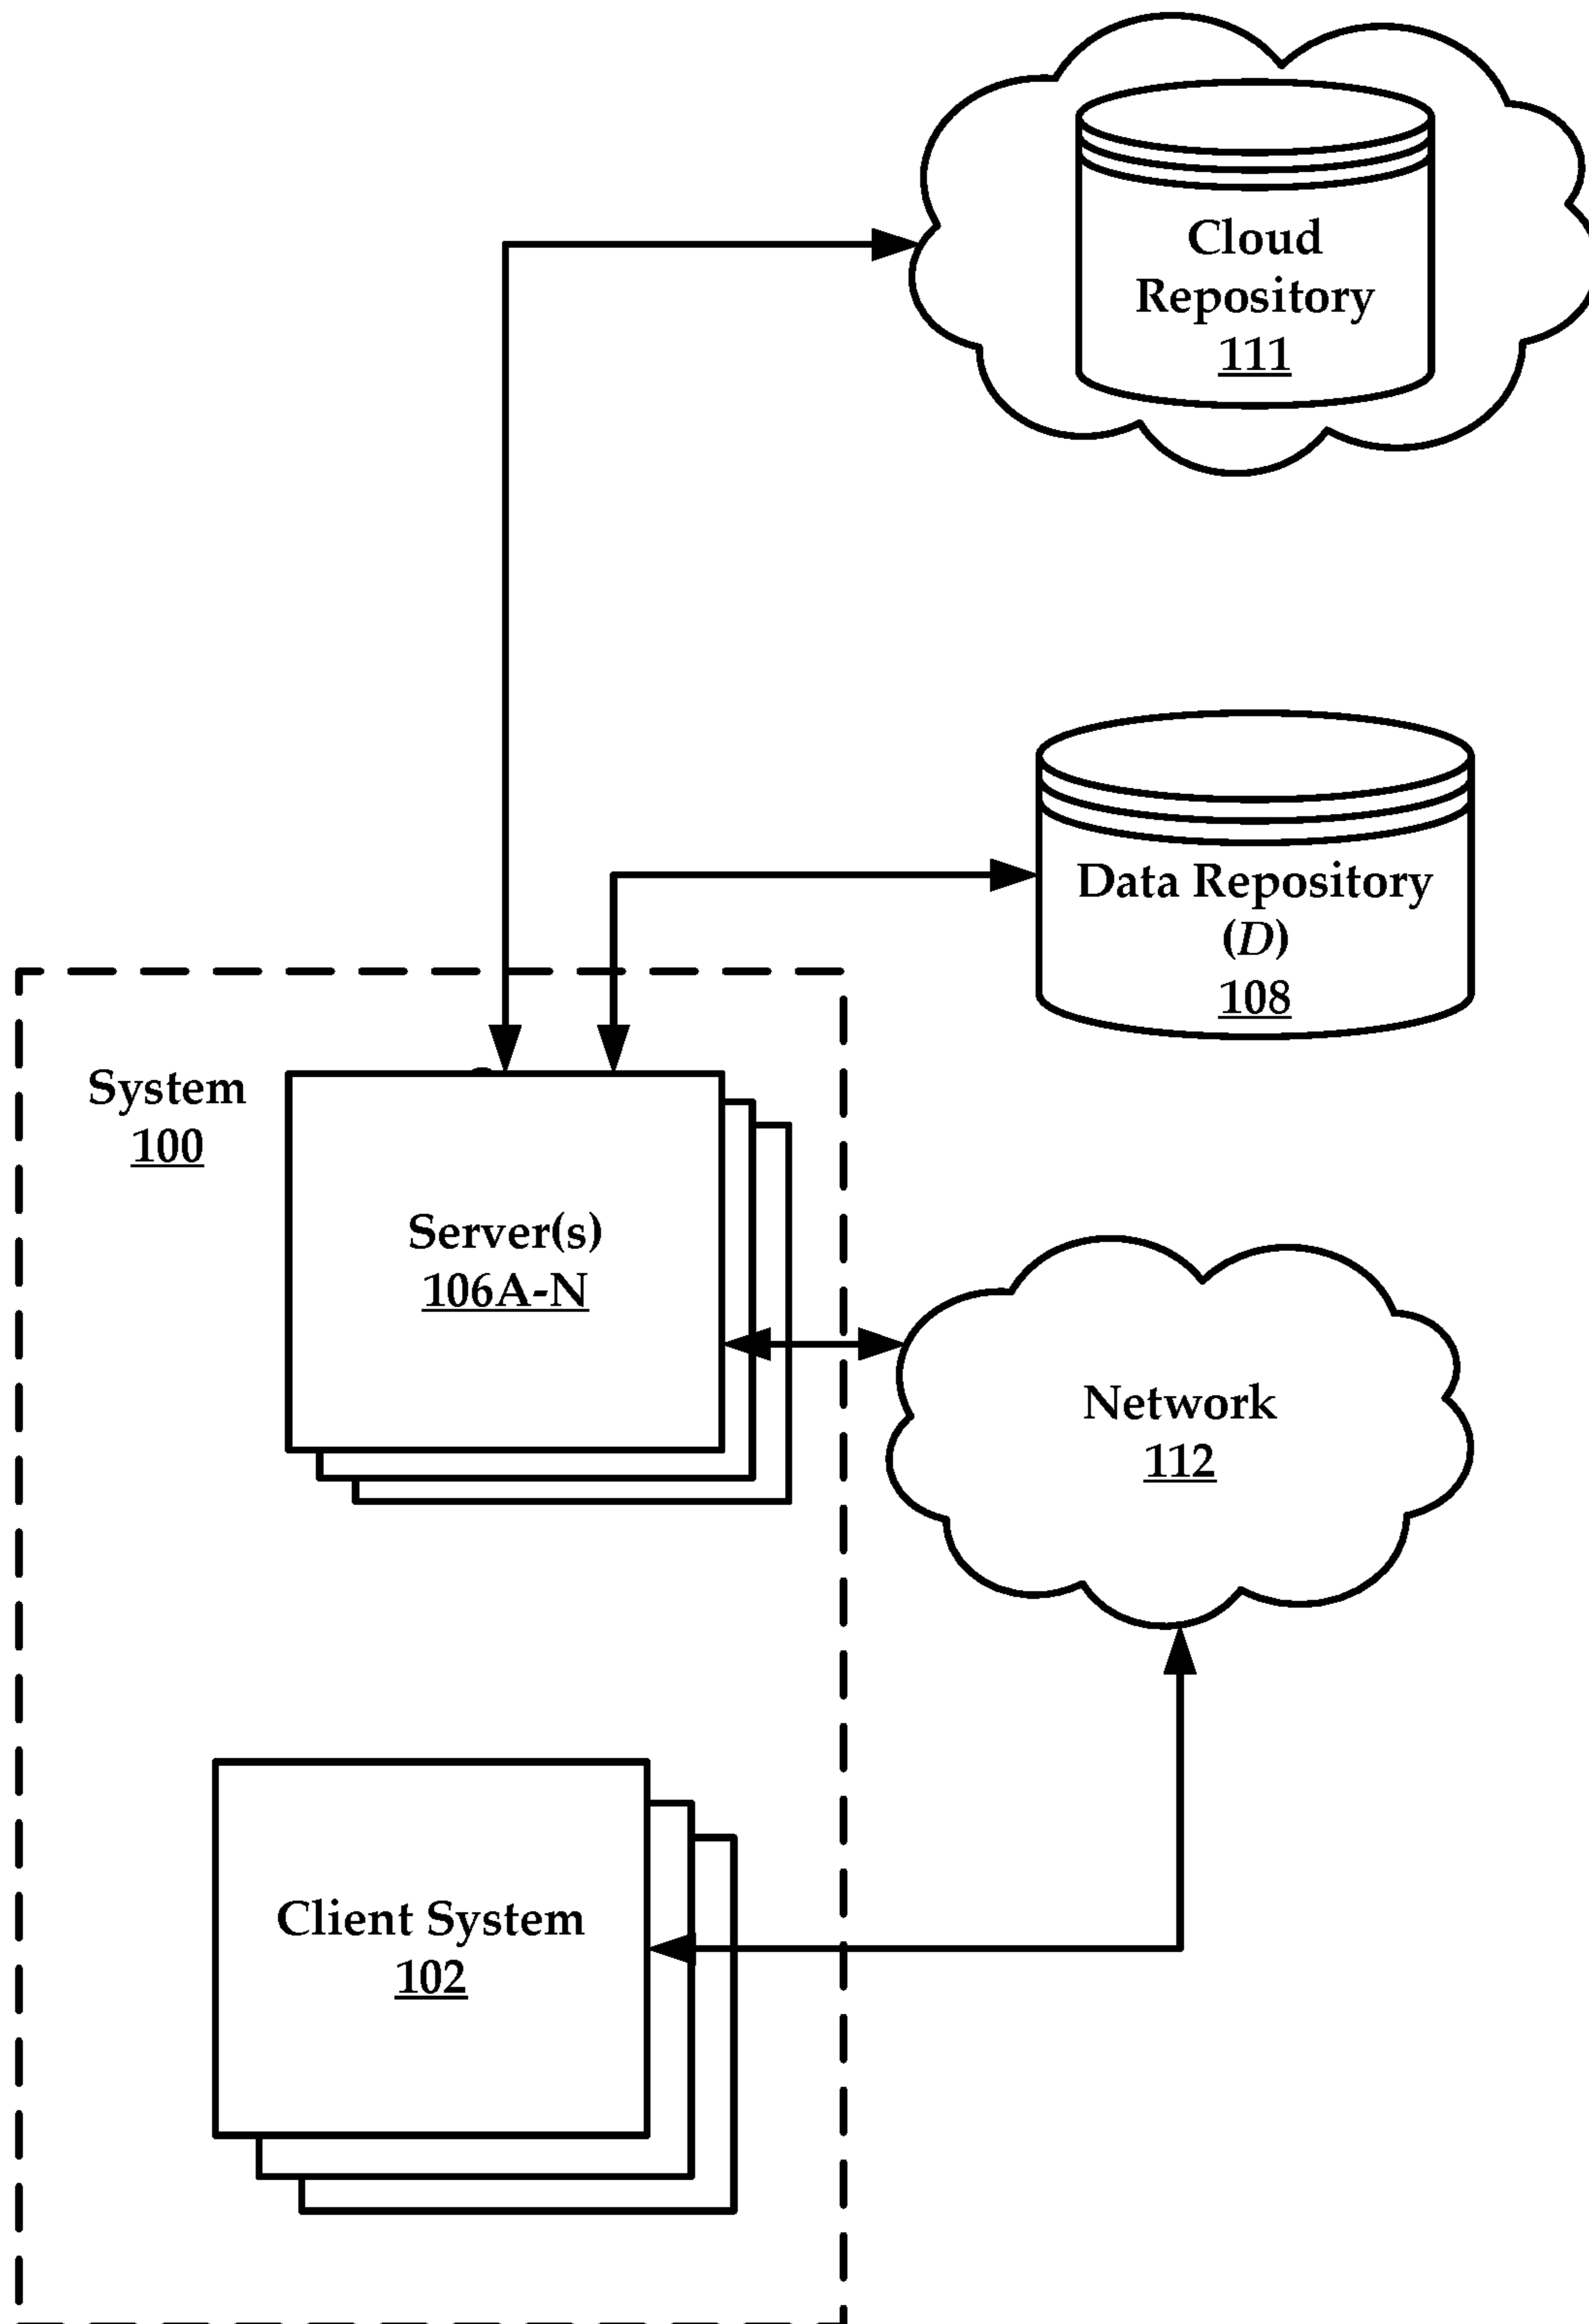 Cloud
Repository
111
Data Repository
(D)
108
System
100
Server(s)
106A-N
Network
112
Client System
102